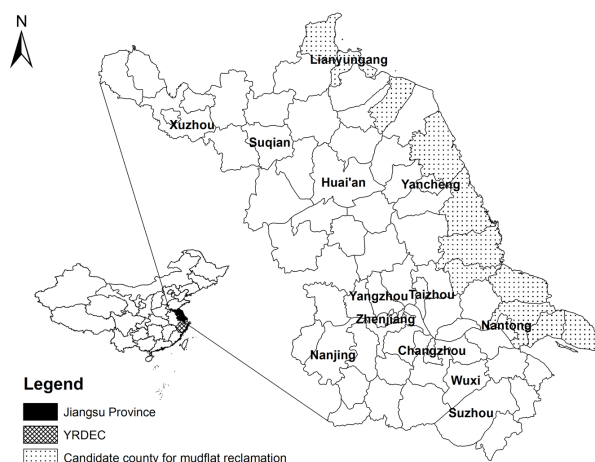 N
Lianyungang
Xuzhou
Suqian
Huai'an
Yancheng
Yangzhou
Taizhou
Zhenjiang
Nantong
Nanjing
Changzhou
Wuxi
Suzhou
Legend
Jiangsu Province
YRDEC
Candidate county for mudflat reclamation